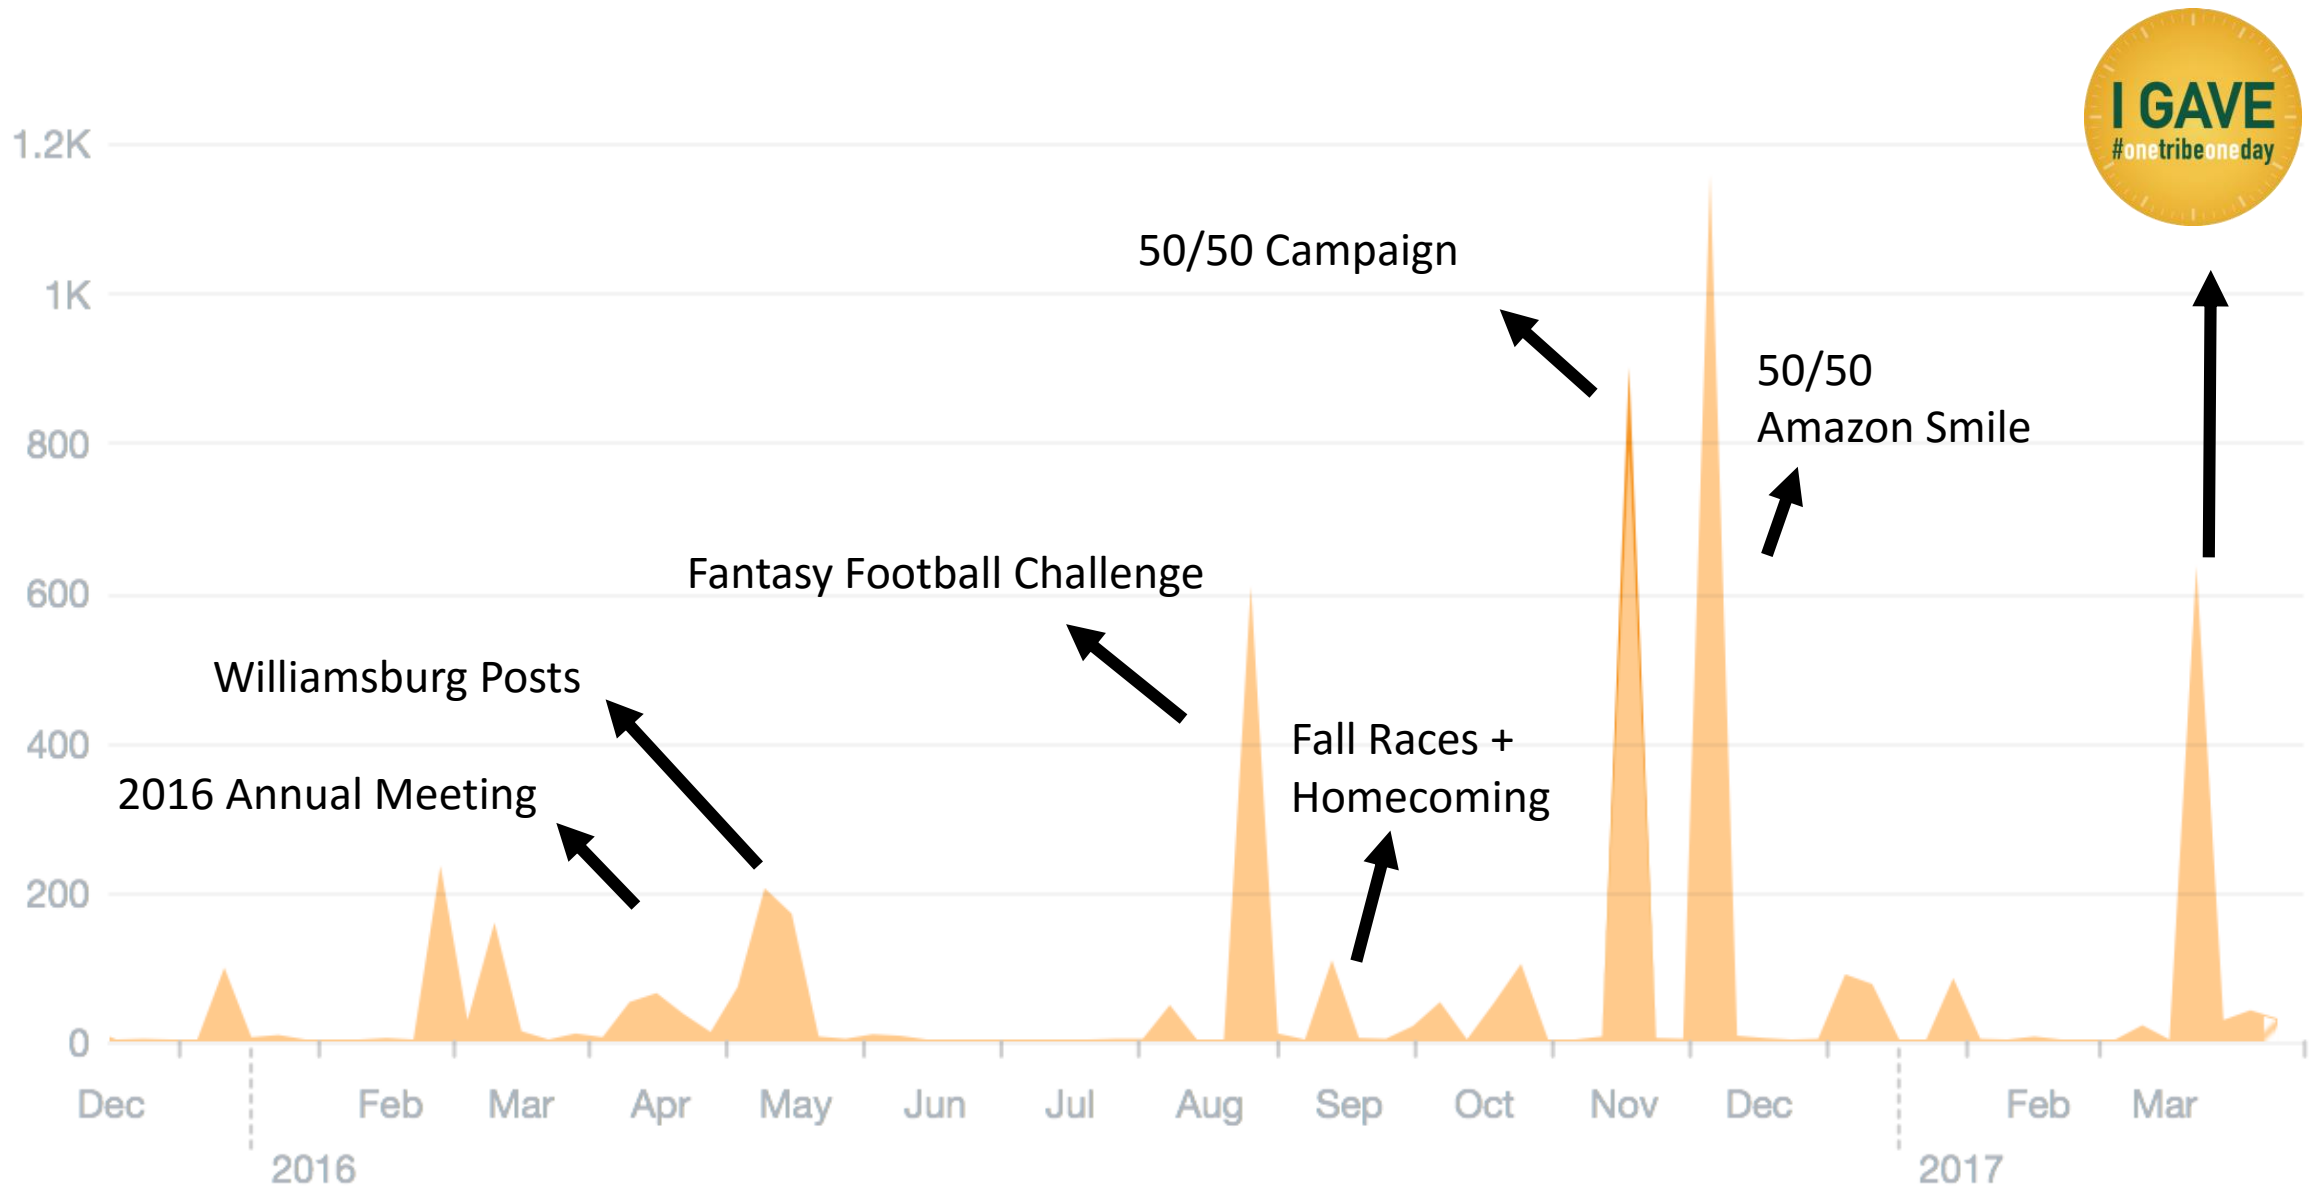 I GAVE
#onetribeoneday
1.2K
50/50 Campaign
1K
50/50
Amazon Smile
800
Fantasy Football Challenge
600
Williamsburg Posts
Fall Races +
Homecoming
400
2016 Annual Meeting
200
0
Dec Feb Mar Apr May Jun Jul Aug Sep Oct Nov Dec Feb Mar
2016 2017